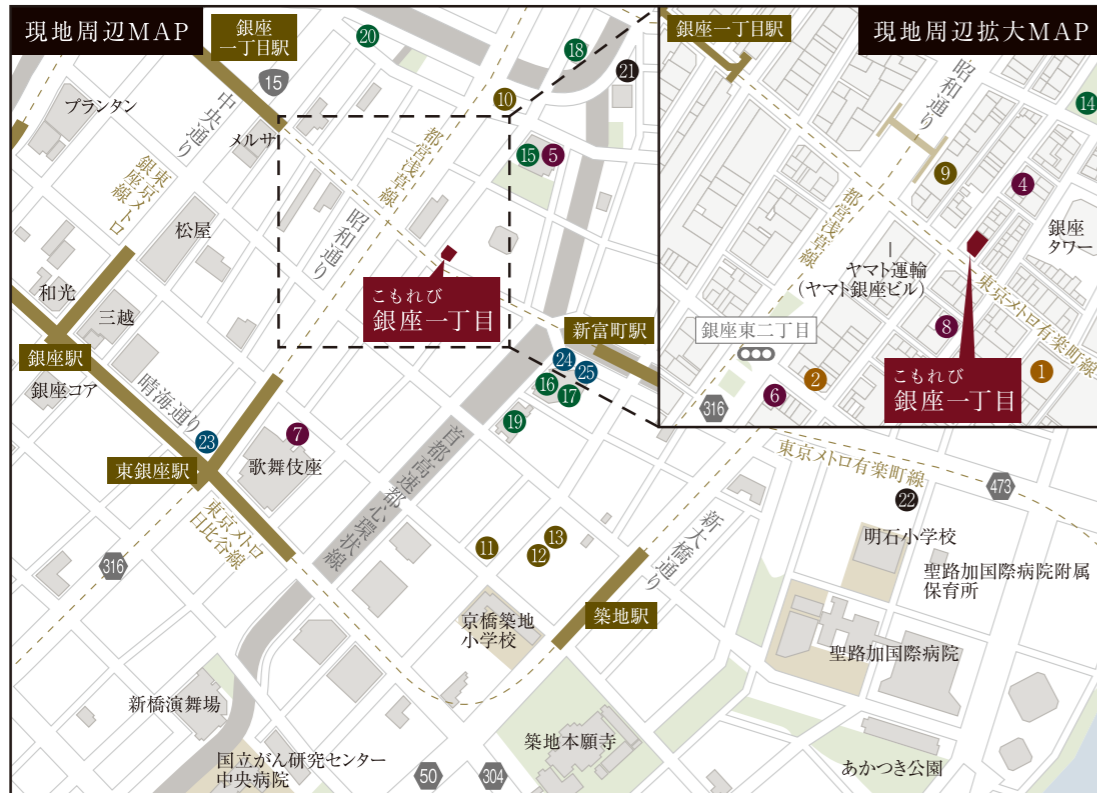 現地周辺MAP
銀座
一丁目駅
15
20
18
21
10
プランタン
中央通り
メルサ
都営浅草線
15
5
東京メトロ
銀座線
松屋
昭和通り
こもれび
銀座一丁目
和光
三越
銀座駅
銀座コア
晴海通り
23
7
歌舞伎座
東銀座駅
東京メトロ
日比谷線
新富町駅
24
25
16
17
19
首都高速都心環状線
316
11
12
13
新大橋通り
東京メトロ有楽町線
473
22
明石小学校
聖路加国際病院附属
保育所
京橋築地
小学校
築地駅
聖路加国際病院
新橋演舞場
国立がん研究センター
中央病院
50
304
築地本願寺
あかつき公園
現地周辺拡大MAP
銀座一丁目駅
昭和通り
14
9
4
都営浅草線
銀座
タワー
ヤマト運輸
(ヤマト銀座ビル)
東京メトロ有楽町線
銀座東二丁目
8
1
2
6
316
こもれび
銀座一丁目